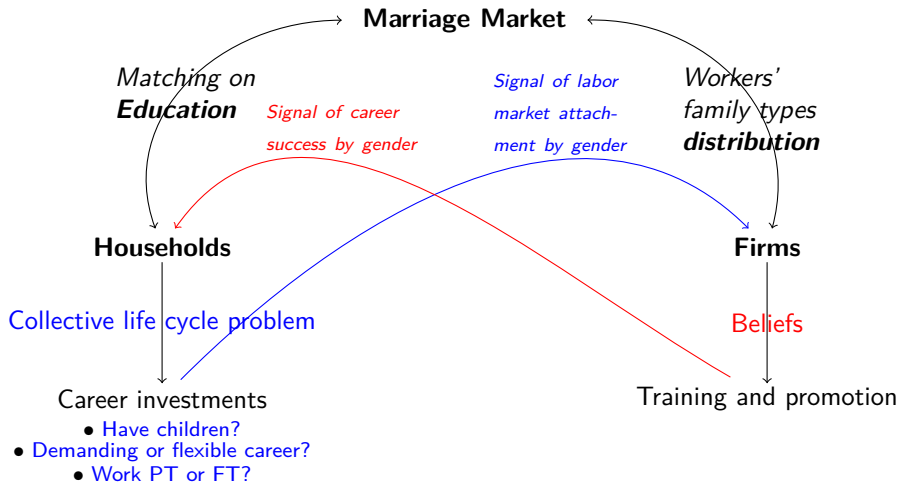 Marriage Market
Matching on
Education
Signal of career
success by gender
Signal of labor
market attach-
ment by gender
Workers'
family types
distribution
Households
Firms
Collective life cycle problem
Beliefs
Career investments
Training and promotion
• Have children?
• Demanding or flexible career?
• Work PT or FT?